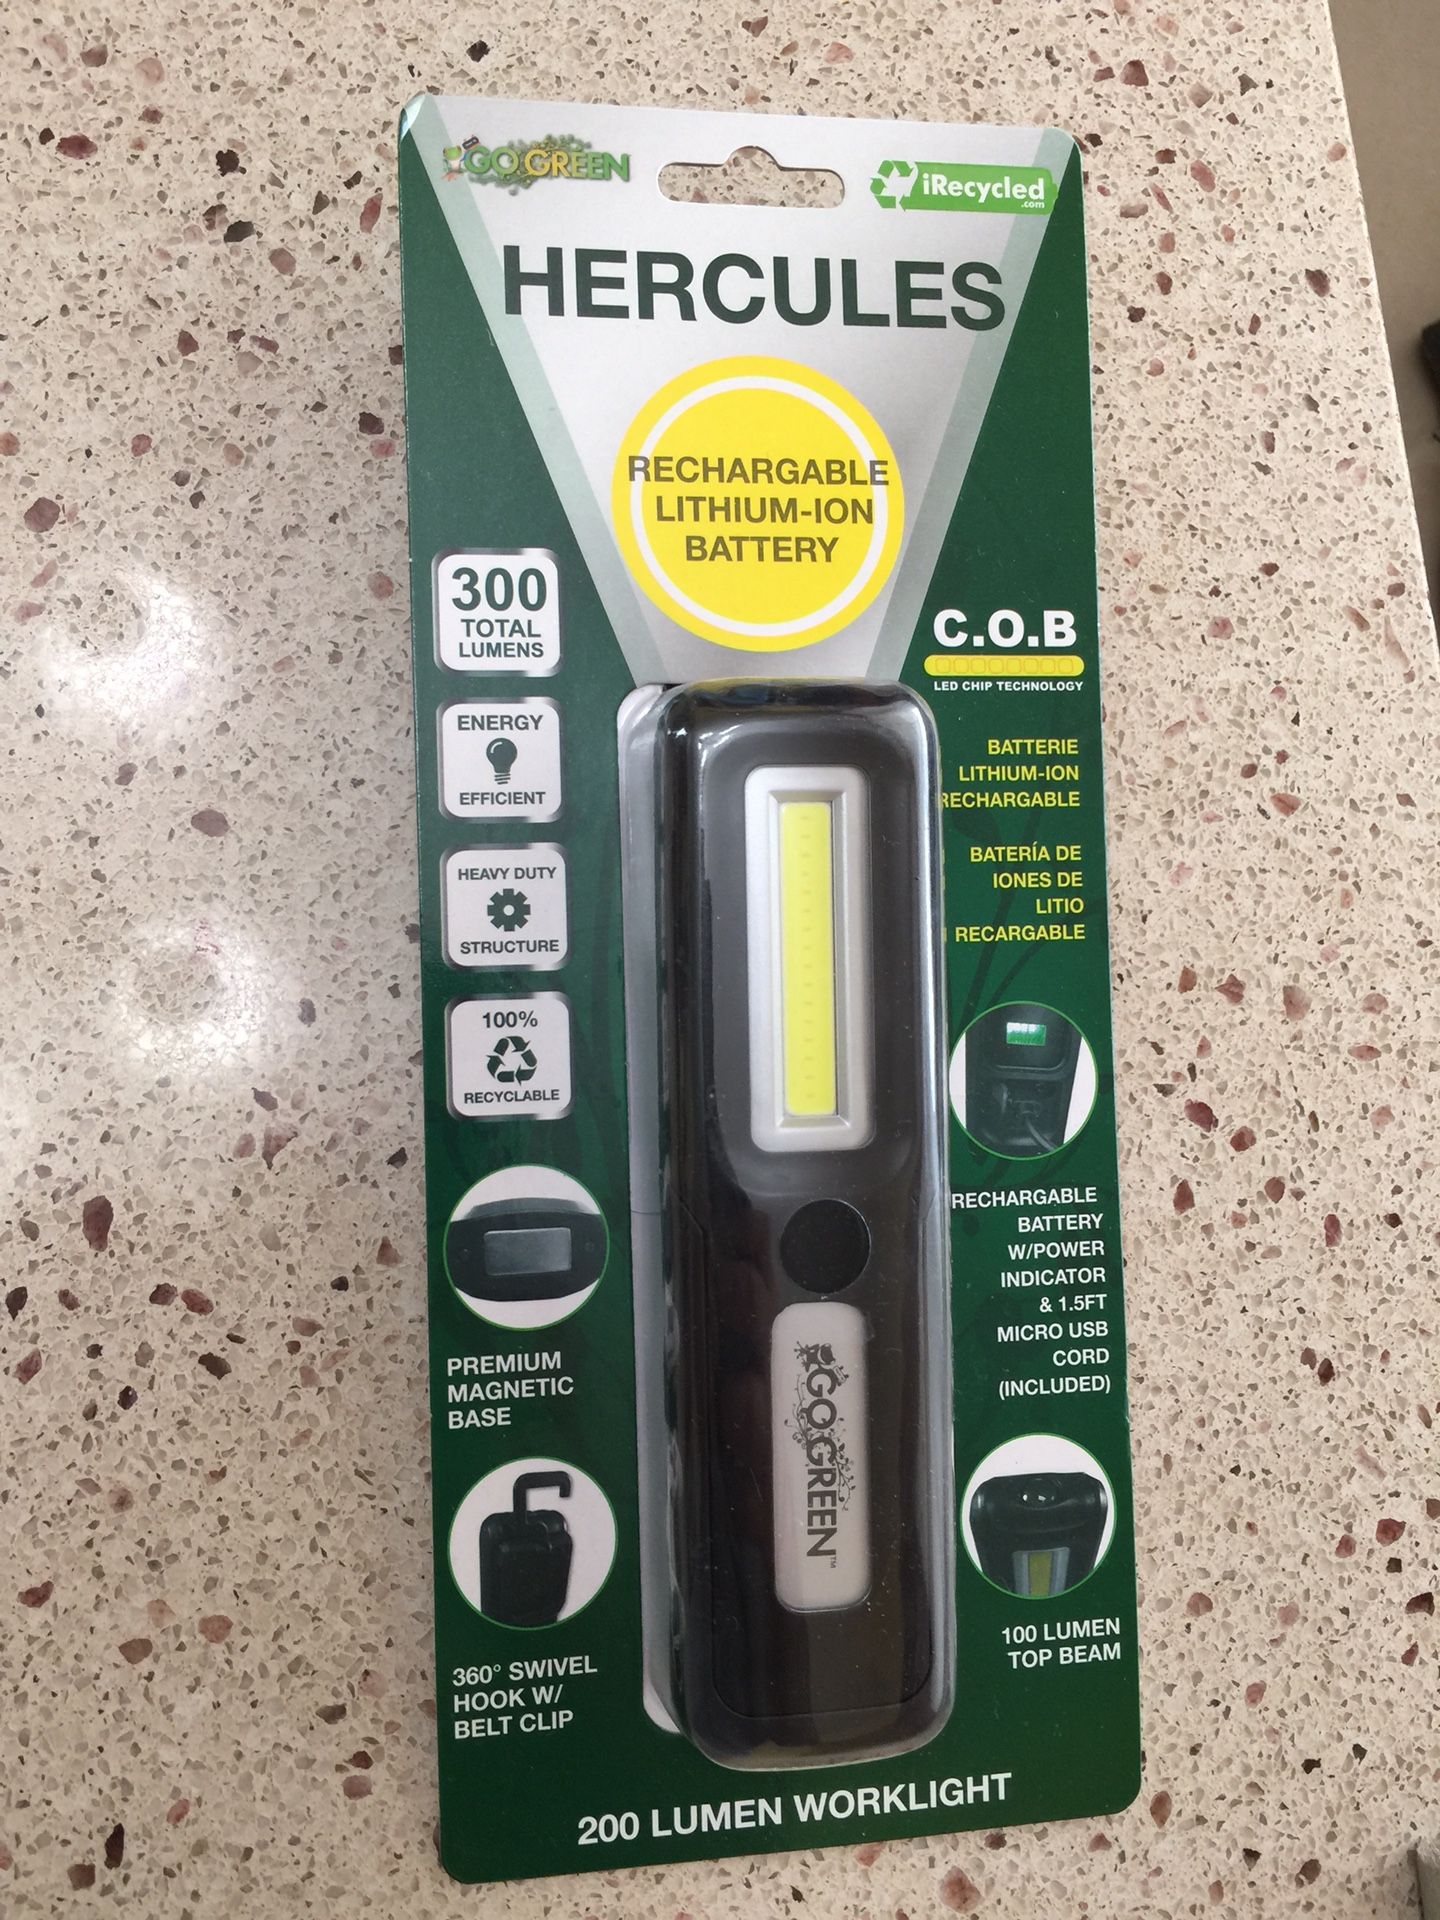 GO GREEN
iRecycled
.com
HERCULES
RECHARGABLE
LITHIUM-ION
BATTERY
300
TOTAL
LUMENS
ENERGY
EFFICIENT
HEAVY DUTY
STRUCTURE
100%
RECYCLABLE
C.O.B
LED CHIP TECHNOLOGY
BATTERIE
LITHIUM-ION
RECHARGABLE
BATERÍA DE
IONES DE
LITIO
RECARGABLE
PREMIUM
MAGNETIC
BASE
RECHARGABLE
BATTERY
W/POWER
INDICATOR
& 1.5FT
MICRO USB
CORD
(INCLUDED)
GOGREEN™
360° SWIVEL
HOOK W/
BELT CLIP
100 LUMEN
TOP BEAM
200 LUMEN WORKLIGHT